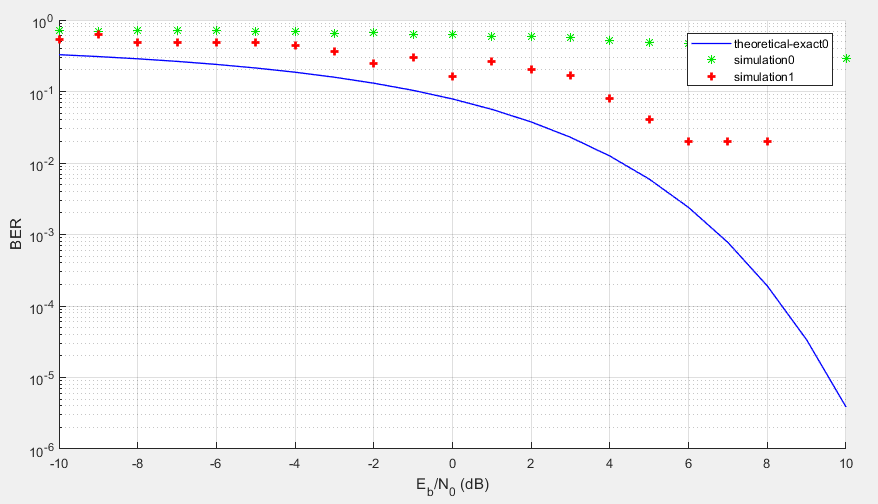 10^0
10^-1
10^-2
10^-3
10^-4
10^-5
10^-6
BER
theoretical-exact0
simulation0
simulation1
-10 -8 -6 -4 -2 0 2 4 6 8 10
E_b/N_0 (dB)